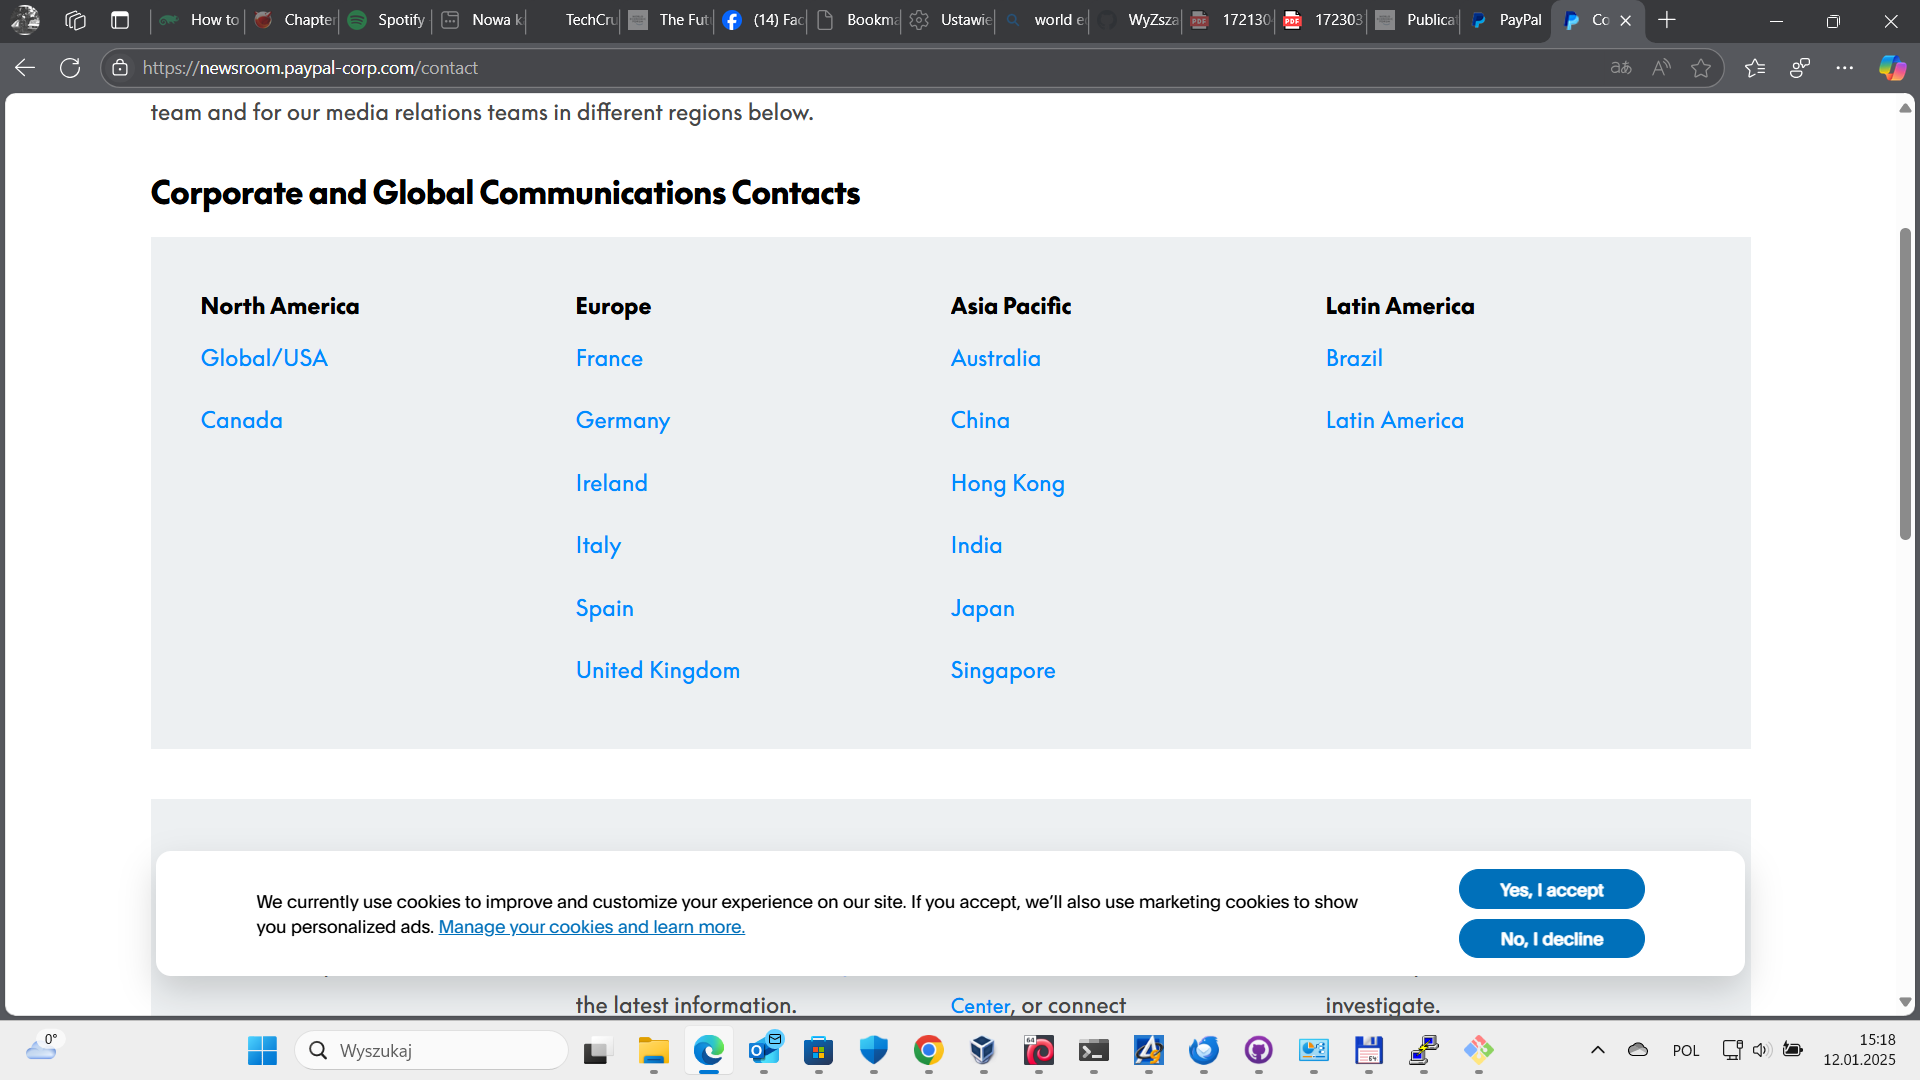 How to
Chapter
Spotify
Nowa k
TechCru
The Fut
(14) Fac
Bookma
Ustawie
world e
WyZsza
172130
172303
Publica
PayPal
Co
https://newsroom.paypal-corp.com/contact
team and for our media relations teams in different regions below.
Corporate and Global Communications Contacts
North America
Global/USA
Canada
Europe
France
Germany
Ireland
Italy
Spain
United Kingdom
Asia Pacific
Australia
China
Hong Kong
India
Japan
Singapore
Latin America
Brazil
Latin America
We currently use cookies to improve and customize your experience on our site. If you accept, we’ll also use marketing cookies to show
you personalized ads. Manage your cookies and learn more.
Yes, I accept
No, I decline
the latest information.
Center, or connect
investigate.
0°
Wyszukaj
POL
15:18
12.01.2025